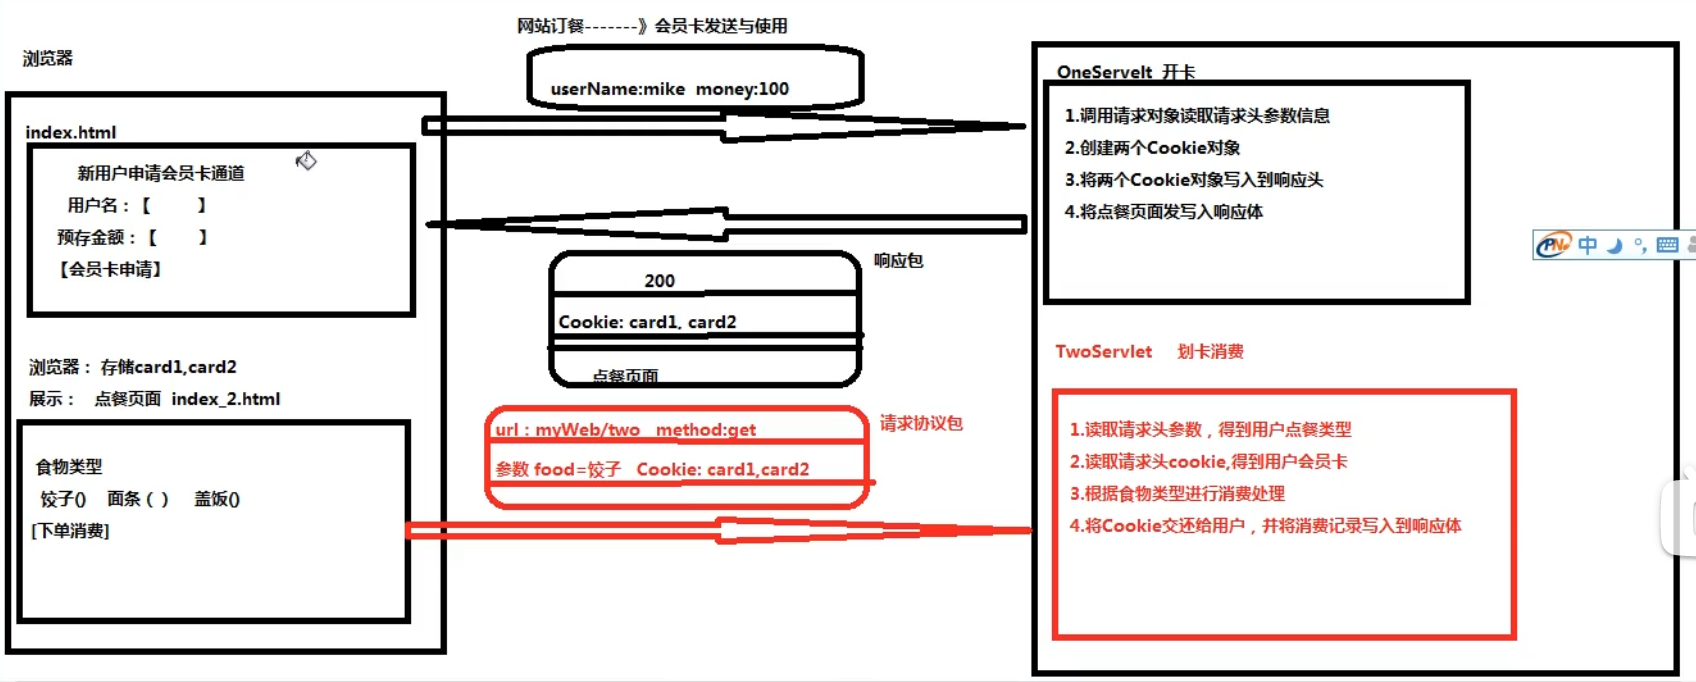 网站订餐-------》会员卡发送与使用
浏览器
userName:mike money:100
index.html
新用户申请会员卡通道
用户名：【 】
预存金额：【 】
【会员卡申请】
浏览器： 存储card1,card2
展示： 点餐页面 index_2.html
食物类型
饺子() 面条（ ） 盖饭()
[下单消费]
响应包
200
Cookie: card1, card2
点餐页面
请求协议包
url：myWeb/two method:get
参数 food=饺子 Cookie: card1,card2
OneServelt 开卡
1.调用请求对象读取请求头参数信息
2.创建两个Cookie对象
3.将两个Cookie对象写入到响应头
4.将点餐页面发写入响应体
中
TwoServlet 划卡消费
1.读取请求头参数，得到用户点餐类型
2.读取请求头cookie,得到用户会员卡
3.根据食物类型进行消费处理
4.将Cookie交还给用户，并将消费记录写入到响应体